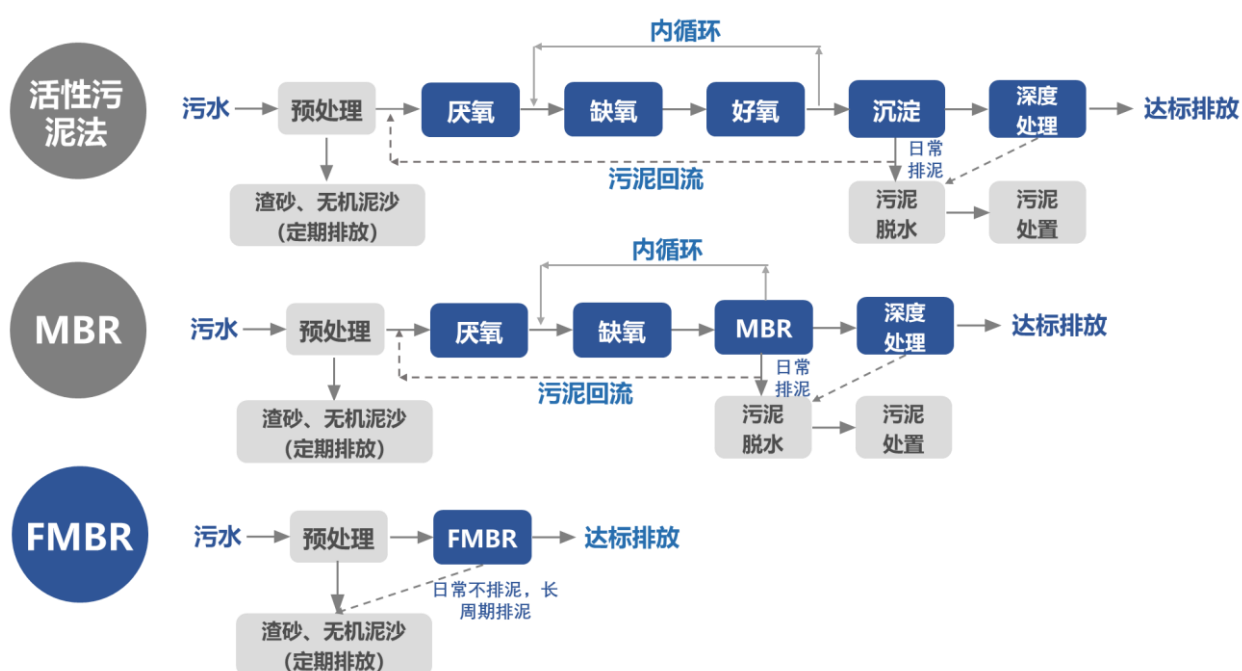 内循环
活性污
泥法
污水
预处理
厌氧
缺氧
好氧
沉淀
深度
处理
达标排放
日常
排泥
污泥回流
渣砂、无机泥沙
（定期排放）
污泥
脱水
污泥
处置
内循环
MBR
污水
预处理
厌氧
缺氧
MBR
深度
处理
达标排放
日常
排泥
污泥回流
渣砂、无机泥沙
（定期排放）
污泥
脱水
污泥
处置
FMBR
污水
预处理
FMBR
达标排放
日常不排泥，长
周期排泥
渣砂、无机泥沙
（定期排放）